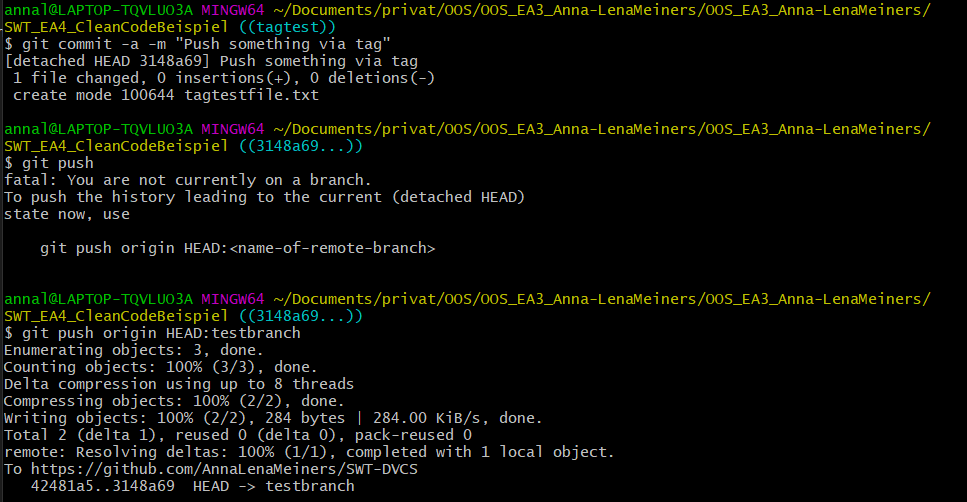 annal@LAPTOP-TQVLUO3A MINGW64 ~/Documents/privat/OOS/OOS_EA3_Anna-LenaMeiners/OOS_EA3_Anna-LenaMeiners/
SWT_EA4_CleanCodeBeispiel ((tagtest))
$ git commit -a -m "Push something via tag"
[detached HEAD 3148a69] Push something via tag
 1 file changed, 0 insertions(+), 0 deletions(-)
 create mode 100644 tagtestfile.txt

annal@LAPTOP-TQVLUO3A MINGW64 ~/Documents/privat/OOS/OOS_EA3_Anna-LenaMeiners/OOS_EA3_Anna-LenaMeiners/
SWT_EA4_CleanCodeBeispiel ((3148a69...))
$ git push
fatal: You are not currently on a branch.
To push the history leading to the current (detached HEAD)
state now, use

    git push origin HEAD:<name-of-remote-branch>

annal@LAPTOP-TQVLUO3A MINGW64 ~/Documents/privat/OOS/OOS_EA3_Anna-LenaMeiners/OOS_EA3_Anna-LenaMeiners/
SWT_EA4_CleanCodeBeispiel ((3148a69...))
$ git push origin HEAD:testbranch
Enumerating objects: 3, done.
Counting objects: 100% (3/3), done.
Delta compression using up to 8 threads
Compressing objects: 100% (2/2), done.
Writing objects: 100% (2/2), 284 bytes | 284.00 KiB/s, done.
Total 2 (delta 1), reused 0 (delta 0), pack-reused 0
remote: Resolving deltas: 100% (1/1), completed with 1 local object.
To https://github.com/AnnaLenaMeiners/SWT-DVCS
   42481a5..3148a69  HEAD -> testbranch